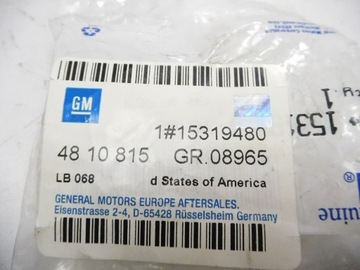 GM
1#15319480
48 10 815 GR.08965
LB 068 d States of America
GENERAL MOTORS EUROPE AFTERSALES.
Eisenstrasse 2-4, D-65428 Rüsselsheim Germany
1